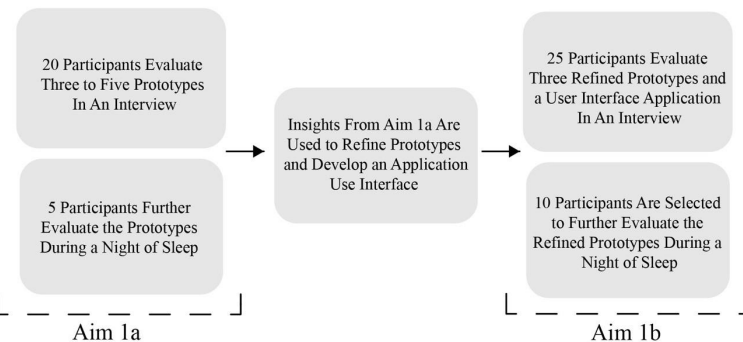 20 Participants Evaluate
Three to Five Prototypes
In An Interview
5 Participants Further
Evaluate the Prototypes
During a Night of Sleep
Aim 1a
Insights From Aim 1a Are
Used to Refine Prototypes
and Develop an Application
Use Interface
25 Participants Evaluate
Three Refined Prototypes and
a User Interface Application
In An Interview
10 Participants Are Selected
to Further Evaluate the
Refined Prototypes During a
Night of Sleep
Aim 1b